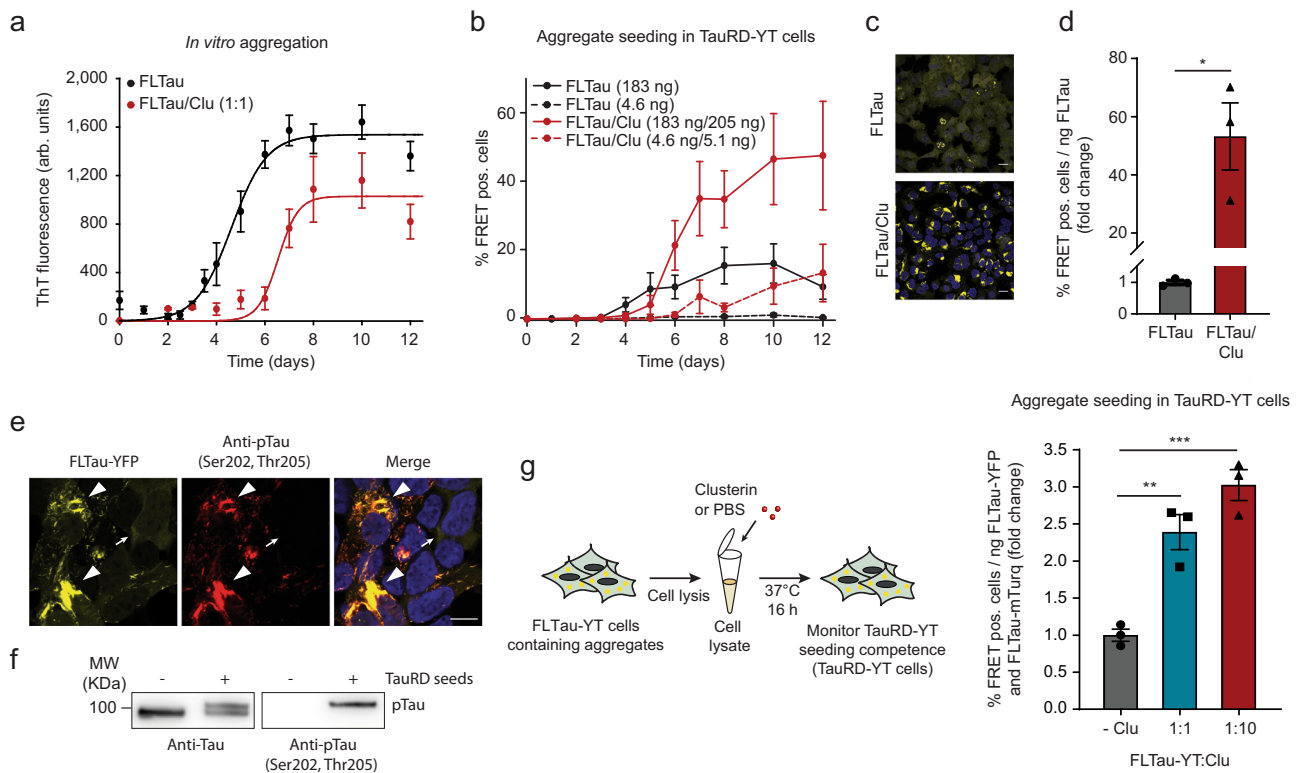 a
In vitro aggregation
FLTau
FLTau/Clu (1:1)
ThT fluorescence (arb. units)
2,000
1,600
1,200
800
400
0
0 2 4 6 8 10 12
Time (days)
b
Aggregate seeding in TauRD-YT cells
FLTau (183 ng)
FLTau (4.6 ng)
FLTau/Clu (183 ng/205 ng)
FLTau/Clu (4.6 ng/5.1 ng)
% FRET pos. cells
60
40
20
0
0 2 4 6 8 10 12
Time (days)
c
FLTau
FLTau/Clu
d
% FRET pos. cells / ng FLTau
(fold change)
80
60
40
20
1
0
*
FLTau
FLTau/
Clu
e
FLTau-YFP
Anti-pTau
(Ser202, Thr205)
Merge
f
MW
(KDa)
- + - + TauRD seeds
100
pTau
Anti-Tau
Anti-pTau
(Ser202, Thr205)
g
Clusterin
or PBS
Cell lysis
37°C
16 h
FLTau-YT cells
containing aggregates
Cell
lysate
Monitor TauRD-YT
seeding competence
(TauRD-YT cells)
Aggregate seeding in TauRD-YT cells
% FRET pos. cells / ng FLTau-YFP
and FLTau-mTurq (fold change)
3.5
3.0
2.5
2.0
1.5
1.0
0.5
0.0
***
**
- Clu 1:1 1:10
FLTau-YT:Clu